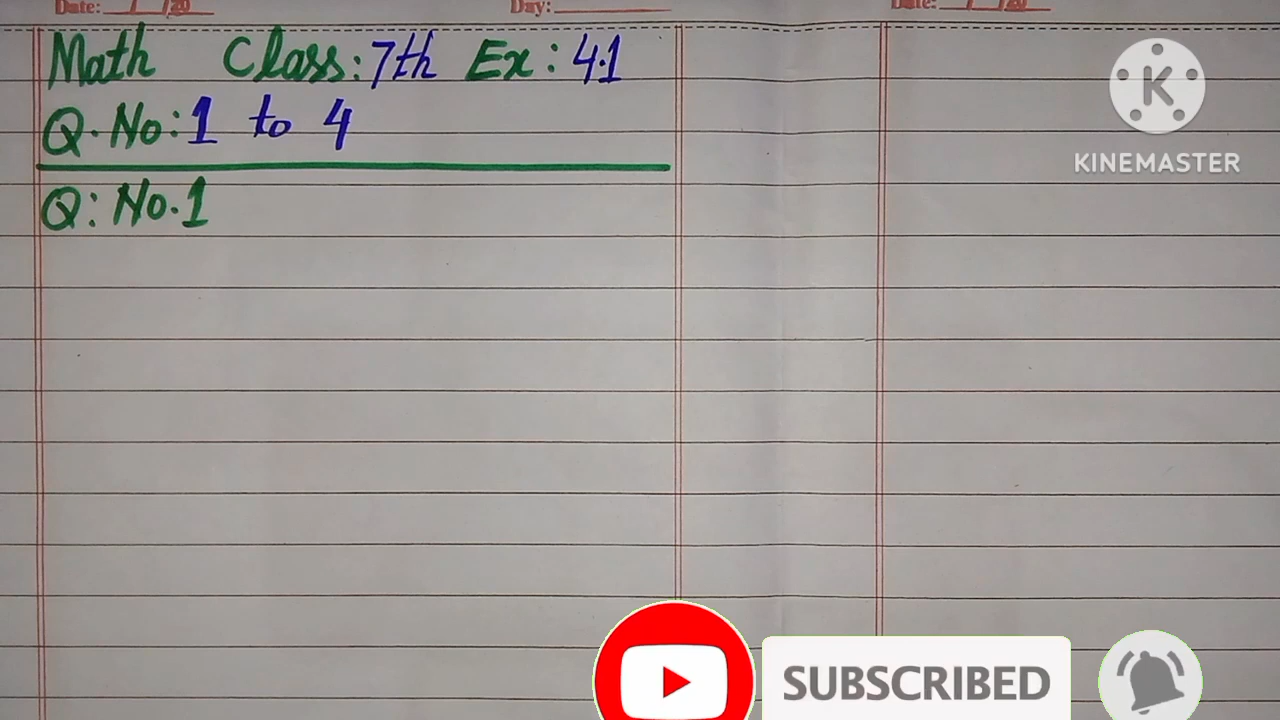 Date: / /20 Day: Date: / /20
Math Class: 7th Ex: 4.1
Q. No: 1 to 4
Q: No. 1
K
KINEMASTER
SUBSCRIBED